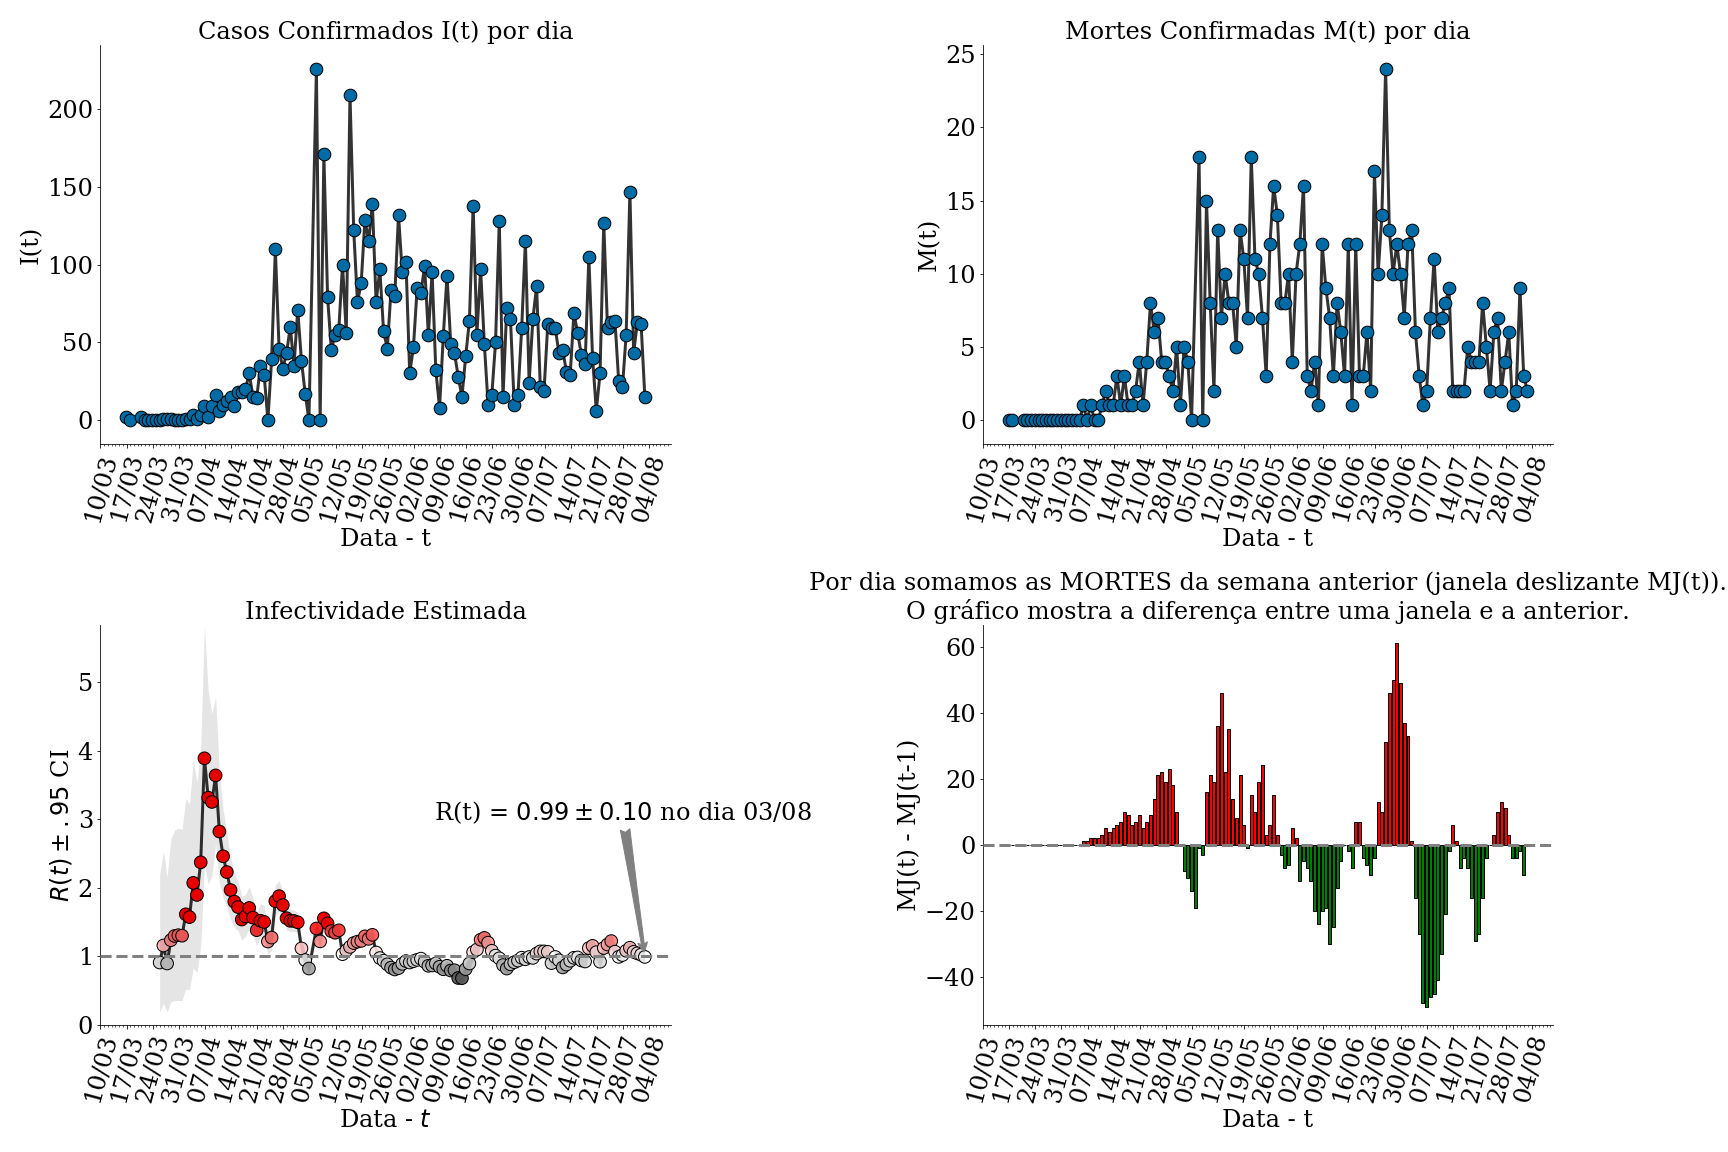 Casos Confirmados I(t) por dia
I(t)
200
150
100
50
0
10/03 17/03 24/03 31/03 07/04 14/04 21/04 28/04 05/05 12/05 19/05 26/05 02/06 09/06 16/06 23/06 30/06 07/07 14/07 21/07 28/07 04/08
Data - t
Mortes Confirmadas M(t) por dia
M(t)
25
20
15
10
5
0
10/03 17/03 24/03 31/03 07/04 14/04 21/04 28/04 05/05 12/05 19/05 26/05 02/06 09/06 16/06 23/06 30/06 07/07 14/07 21/07 28/07 04/08
Data - t
Infectividade Estimada
R(t) ± .95 CI
5
4
3
2
1
0
R(t) = 0.99 ± 0.10 no dia 03/08
10/03 17/03 24/03 31/03 07/04 14/04 21/04 28/04 05/05 12/05 19/05 26/05 02/06 09/06 16/06 23/06 30/06 07/07 14/07 21/07 28/07 04/08
Data - t
Por dia somamos as MORTES da semana anterior (janela deslizante MJ(t)).
O gráfico mostra a diferença entre uma janela e a anterior.
MJ(t) - MJ(t-1)
60
40
20
0
−20
−40
10/03 17/03 24/03 31/03 07/04 14/04 21/04 28/04 05/05 12/05 19/05 26/05 02/06 09/06 16/06 23/06 30/06 07/07 14/07 21/07 28/07 04/08
Data - t